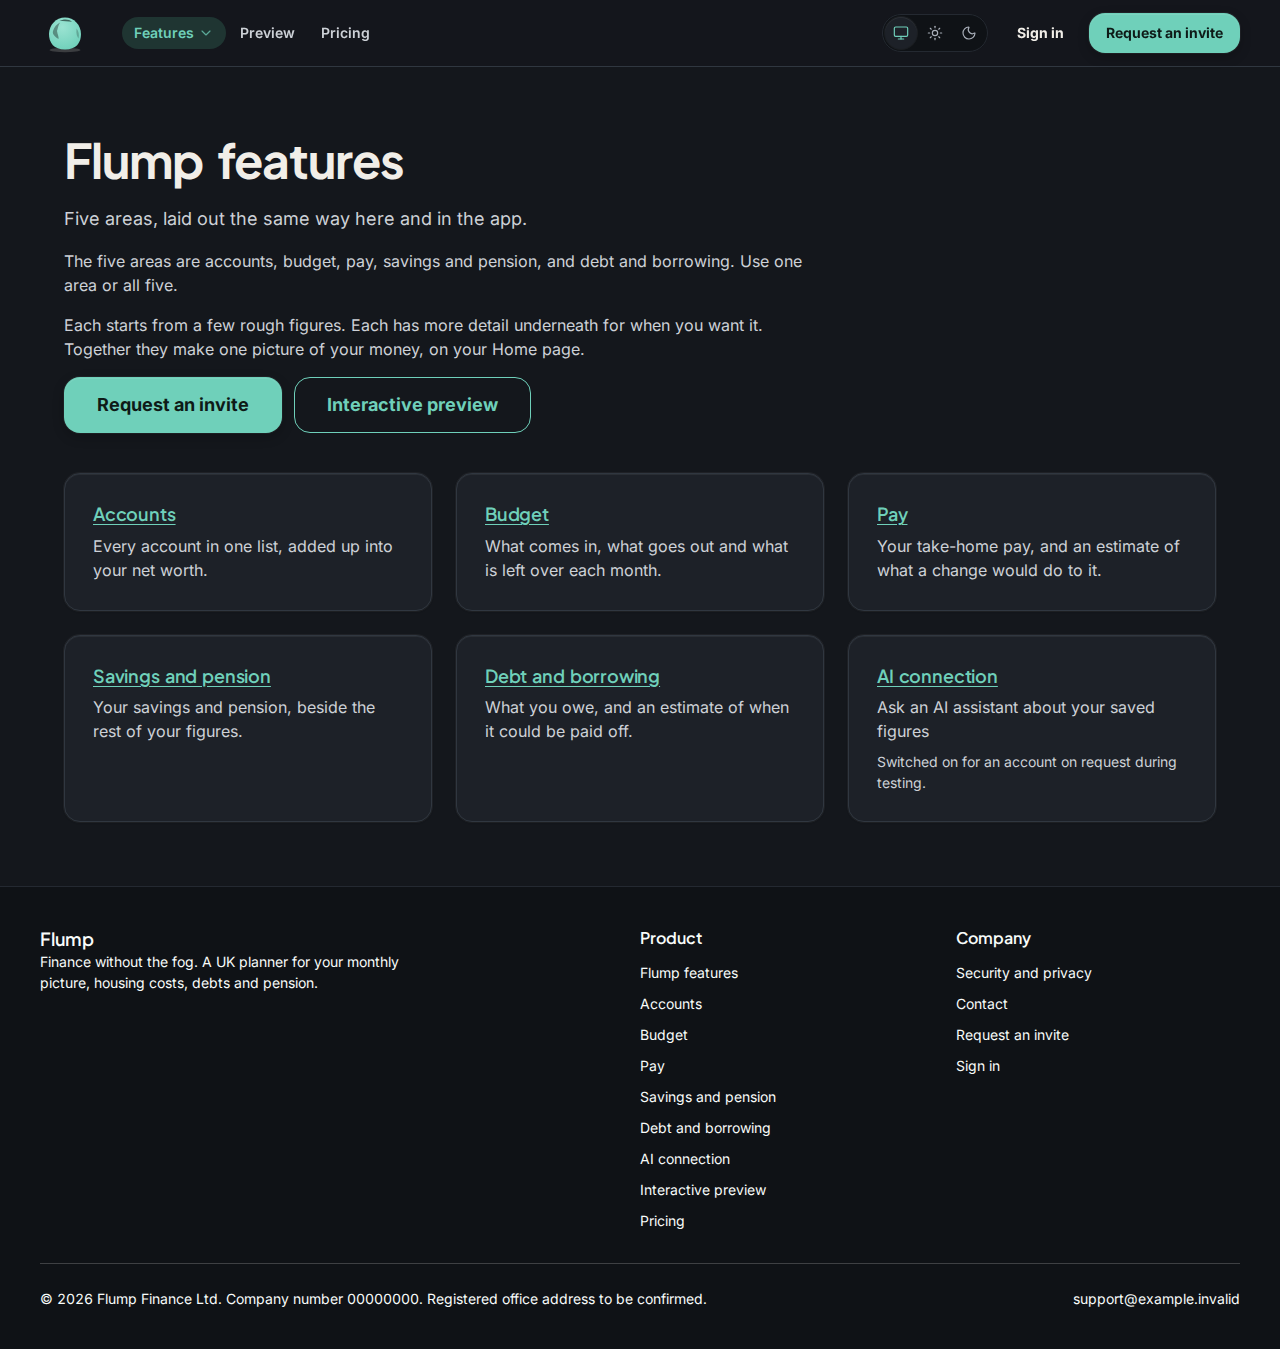 Features
Preview
Pricing
Sign in
Request an invite
Flump features
Five areas, laid out the same way here and in the app.
The five areas are accounts, budget, pay, savings and pension, and debt and borrowing. Use one
area or all five.
Each starts from a few rough figures. Each has more detail underneath for when you want it.
Together they make one picture of your money, on your Home page.
Request an invite
Interactive preview
Accounts
Every account in one list, added up into
your net worth.
Budget
What comes in, what goes out and what
is left over each month.
Pay
Your take-home pay, and an estimate of
what a change would do to it.
Savings and pension
Your savings and pension, beside the
rest of your figures.
Debt and borrowing
What you owe, and an estimate of when
it could be paid off.
AI connection
Ask an AI assistant about your saved
figures
Switched on for an account on request during
testing.
Flump
Finance without the fog. A UK planner for your monthly
picture, housing costs, debts and pension.
Product
Flump features
Accounts
Budget
Pay
Savings and pension
Debt and borrowing
AI connection
Interactive preview
Pricing
Company
Security and privacy
Contact
Request an invite
Sign in
© 2026 Flump Finance Ltd. Company number 00000000. Registered office address to be confirmed.
support@example.invalid